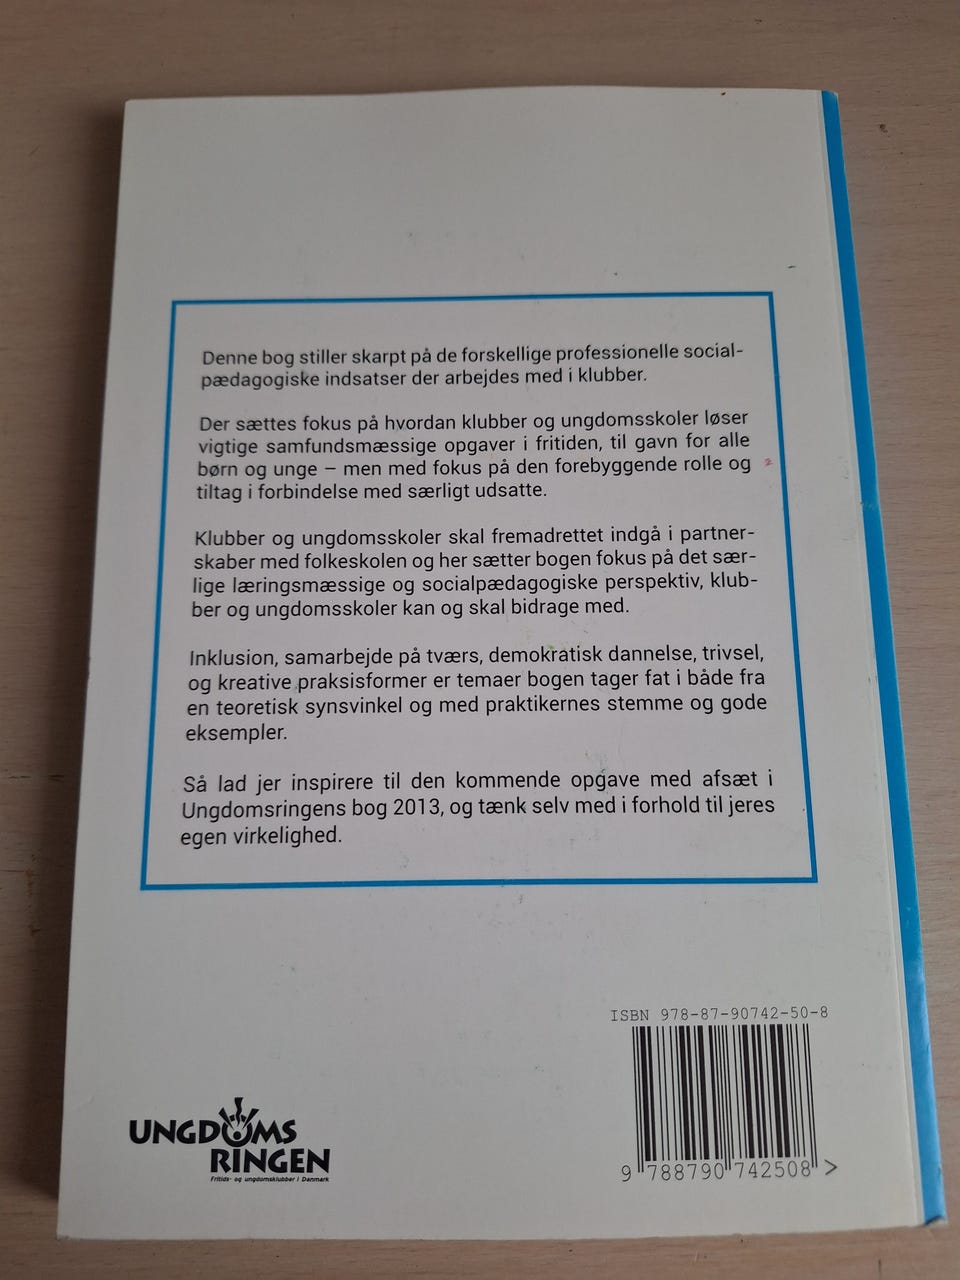 Denne bog stiller skarpt på de forskellige professionelle social-
pædagogiske indsatser der arbejdes med i klubber.
Der sættes fokus på hvordan klubber og ungdomsskoler løser
vigtige samfundsmæssige opgaver i fritiden, til gavn for alle
børn og unge – men med fokus på den forebyggende rolle og
tiltag i forbindelse med særligt udsatte.
Klubber og ungdomsskoler skal fremadrettet indgå i partner-
skaber med folkeskolen og her sætter bogen fokus på det sær-
lige læringsmæssige og socialpædagogiske perspektiv, klub-
ber og ungdomsskoler kan og skal bidrage med.
Inklusion, samarbejde på tværs, demokratisk dannelse, trivsel,
og kreative praksisformer er temaer bogen tager fat i både fra
en teoretisk synsvinkel og med praktikernes stemme og gode
eksempler.
Så lad jer inspirere til den kommende opgave med afsæt i
Ungdomsringens bog 2013, og tænk selv med i forhold til jeres
egen virkelighed.
ISBN 978-87-90742-50-8
9 788790 742508 >
UNGDOMS
RINGEN
Fritids- og ungdomsklubber i Danmark